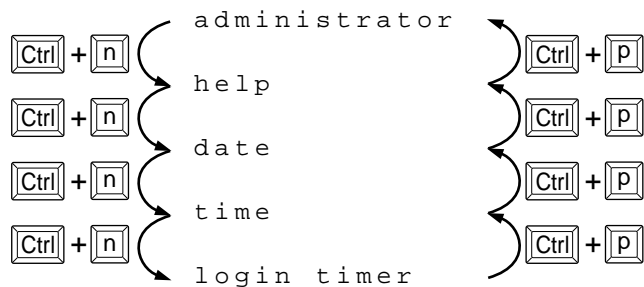 administrator
Ctrl + n Ctrl + p
help
Ctrl + n Ctrl + p
date
Ctrl + n Ctrl + p
time
Ctrl + n Ctrl + p
login timer